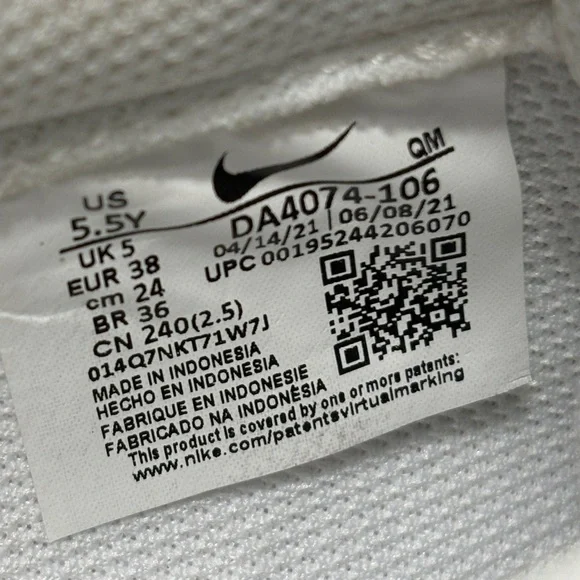 QM
US
5.5Y
DA4074-106
UK 5
04/14/21 | 06/08/21
EUR 38
UPC 00195244206070
cm 24
BR 36
CN 240(2.5)
014Q7NKT71W7J
MADE IN INDONESIA
HECHO EN INDONESIA
FABRIQUE EN INDONESIE
FABRICADO NA INDONÉSIA
This product is covered by one or more patents:
www.nike.com/patentsvirtualmarking